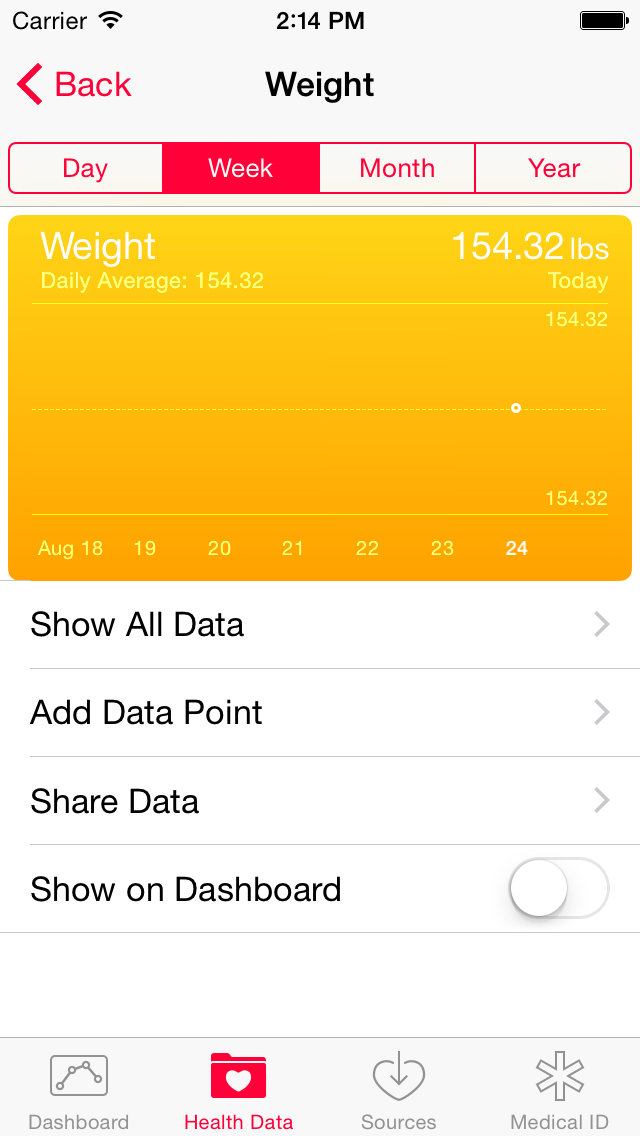 Carrier 2:14 PM
Back Weight
Day Week Month Year
Weight 154.32 lbs
Daily Average: 154.32 Today
154.32
154.32
Aug 18 19 20 21 22 23 24
Show All Data
Add Data Point
Share Data
Show on Dashboard
Dashboard Health Data Sources Medical ID